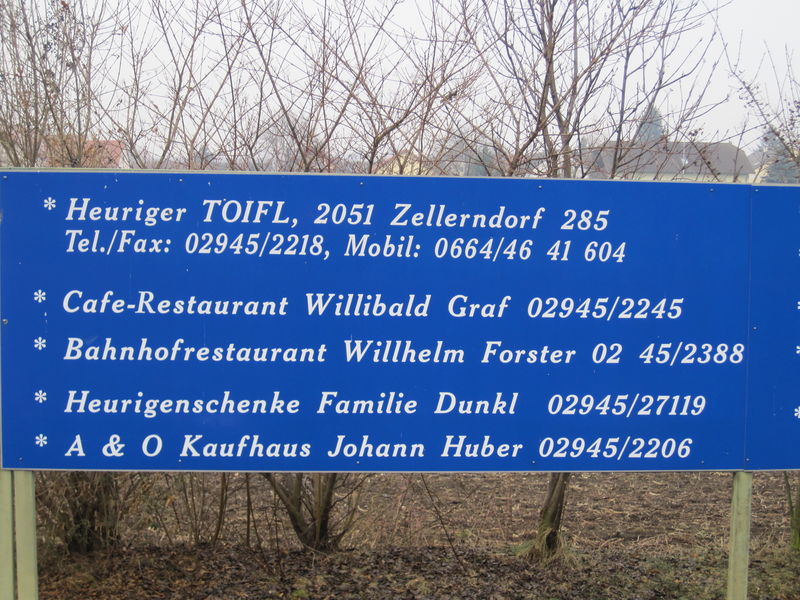 * Heuriger TOIFL, 2051 Zellerndorf 285
Tel./Fax: 02945/2218, Mobil: 0664/46 41 604
* Cafe-Restaurant Willibald Graf 02945/2245
* Bahnhofrestaurant Willhelm Forster 02 45/2388
* Heurigenschenke Familie Dunkl 02945/27119
* A & O Kaufhaus Johann Huber 02945/2206